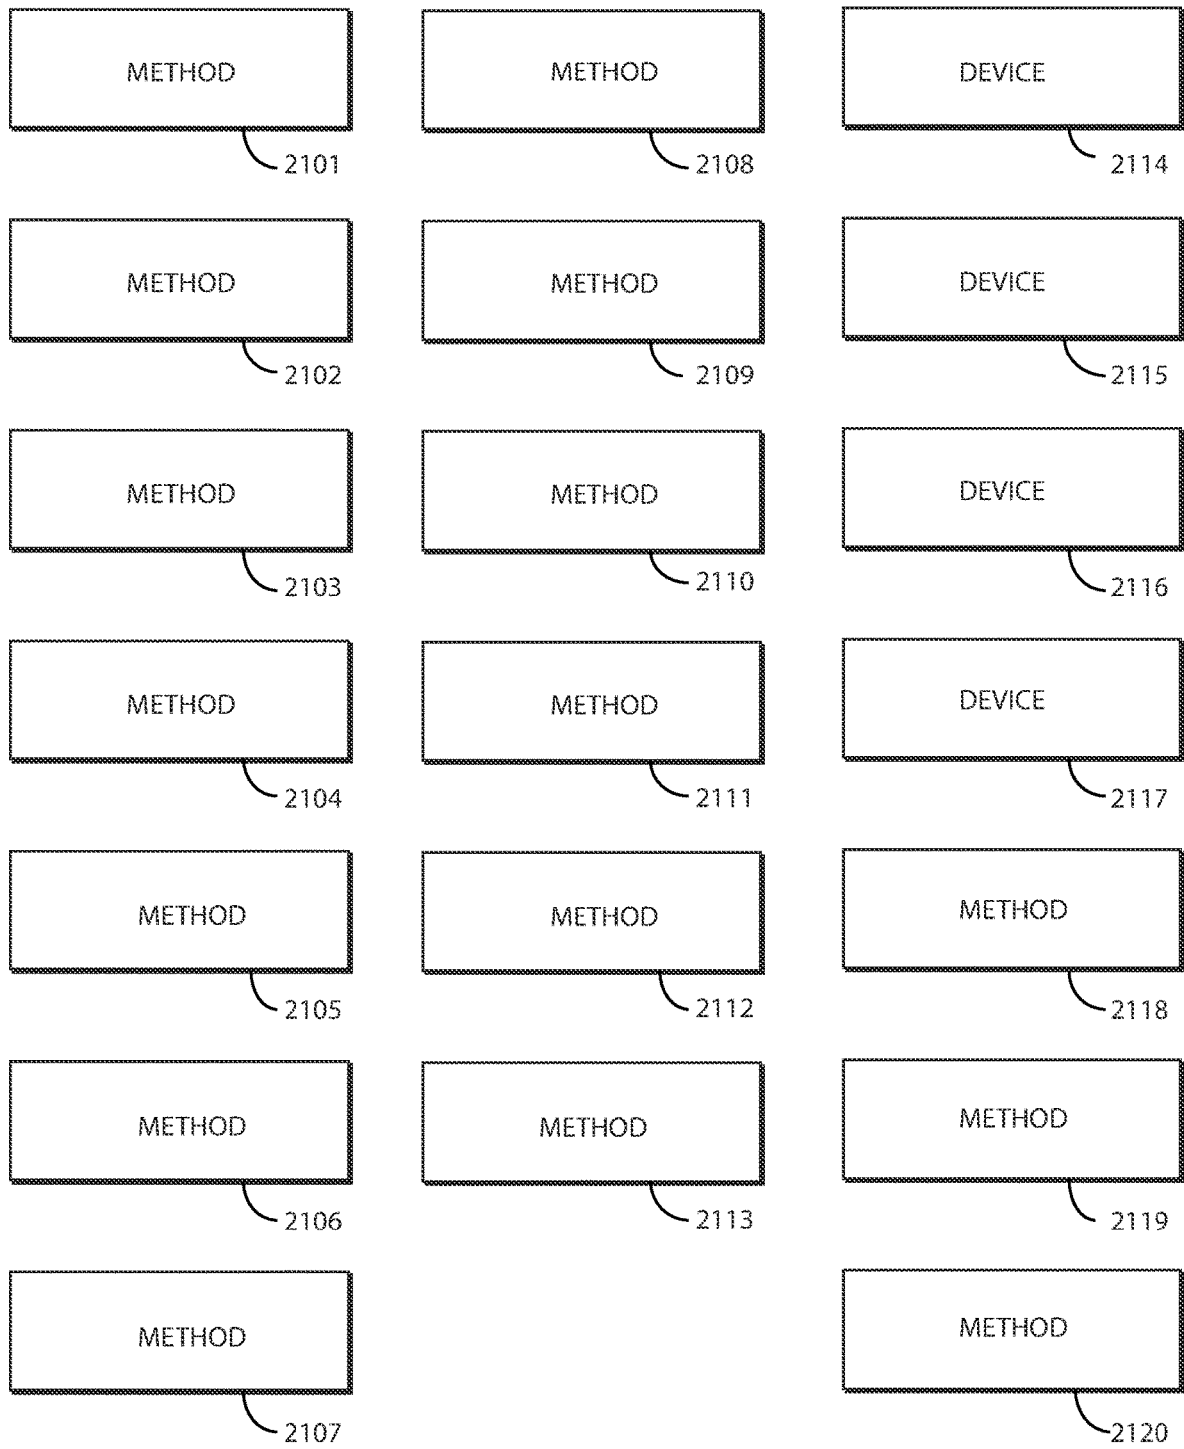 METHOD
2101
METHOD
2102
METHOD
2103
METHOD
2104
METHOD
2105
METHOD
2106
METHOD
2107
METHOD
2108
METHOD
2109
METHOD
2110
METHOD
2111
METHOD
2112
METHOD
2113
DEVICE
2114
DEVICE
2115
DEVICE
2116
DEVICE
2117
METHOD
2118
METHOD
2119
METHOD
2120